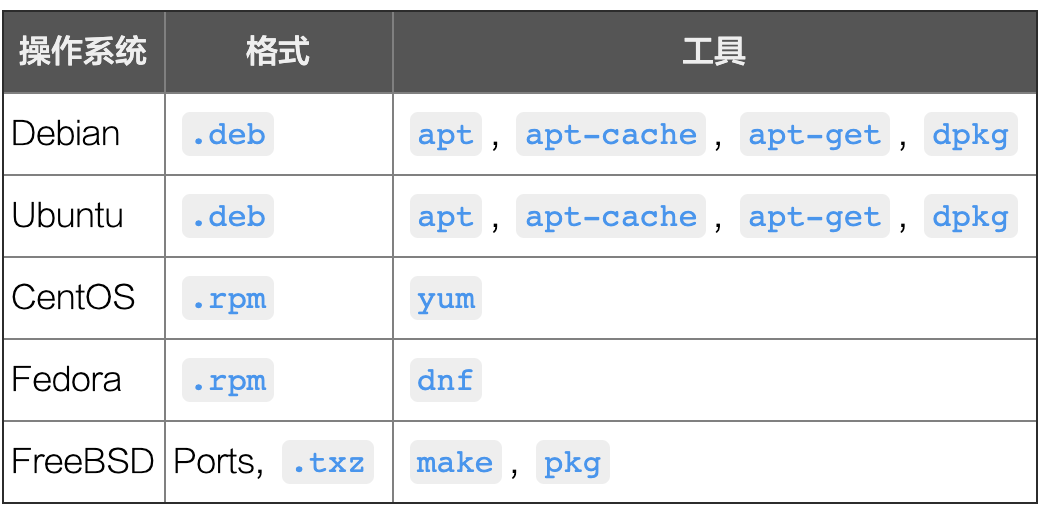 操作系统 格式 工具
Debian .deb apt , apt-cache , apt-get , dpkg
Ubuntu .deb apt , apt-cache , apt-get , dpkg
CentOS .rpm yum
Fedora .rpm dnf
FreeBSD Ports, .txz make , pkg